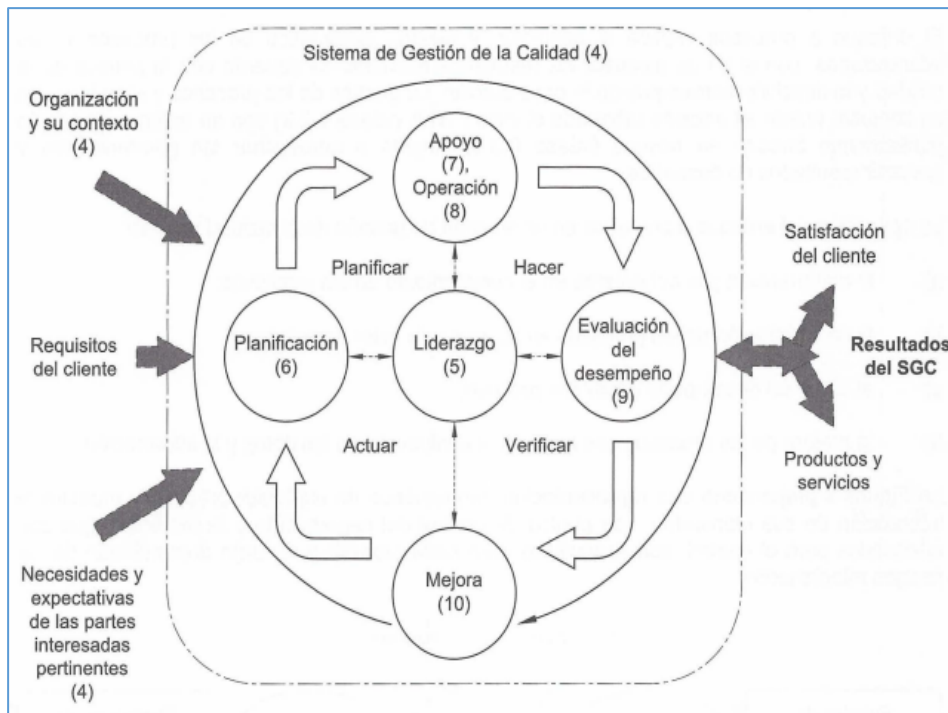 Sistema de Gestión de la Calidad (4)
Organización
y su contexto
(4)
Requisitos
del cliente
Necesidades y
expectativas
de las partes
interesadas
pertinentes
(4)
Apoyo
(7),
Operación
(8)
Planificar
Hacer
Planificación
(6)
Liderazgo
(5)
Evaluación
del
desempeño
(9)
Actuar
Verificar
Mejora
(10)
Satisfacción
del cliente
Resultados
del SGC
Productos y
servicios